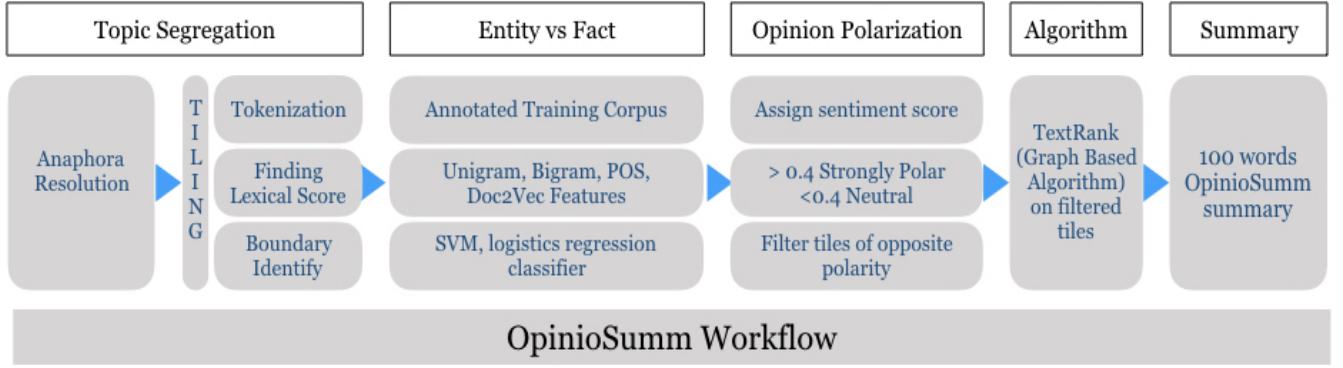 Topic Segregation
Entity vs Fact
Opinion Polarization
Algorithm
Summary
Anaphora
Resolution
TILING
Tokenization
Finding
Lexical Score
Boundary
Identify
Annotated Training Corpus
Unigram, Bigram, POS,
Doc2Vec Features
SVM, logistics regression
classifier
Assign sentiment score
> 0.4 Strongly Polar
<0.4 Neutral
Filter tiles of opposite
polarity
TextRank
(Graph Based
Algorithm)
on filtered
tiles
100 words
OpinioSumm
summary
OpinioSumm Workflow